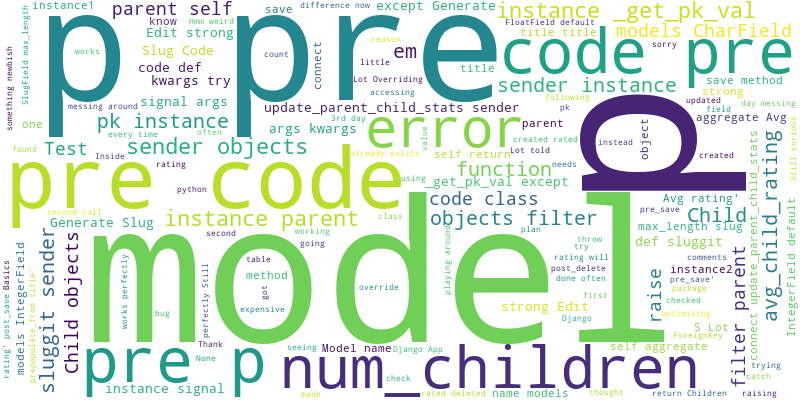 instance1
parent self
know
Hmm weird
save
difference now
except Generate
instance _get_pk_val
FloatField default
Edit strong
title title
models CharField
works
Slug Code
connect
em
reason
code pre
sorry
SlugField max_length
something newbish
code def
count
little
Lot Overriding
kwargs try
title
accessing
sender instance
save method
strong
messing around
signal args
p
pre
update_parent_child_stats sender
following
pk
updated
field
day messing
one
pk instance
3rd day
args kwargs
error
parent
aggregate Avg
every time
often
value
created rated
instead
object
Still curious
found
Test
sender objects
Inside
already exists
self return
created
rating
function
needs
pre code
python
using
_get_pk_val except
q
Avg rating'
second call
code class
pre_save
Child
avg_child_rating
connect update_parent_child_stats
Generate Slug
instance parent
class
objects filter
max_length slug
second
working
going
plan
def sluggit
IntegerField default
rating' post_save
Basics
prepopulate_from title'
models IntegerField
sluggit sender
Child objects
works perfectly
table
method
got
expensive
bug
perfectly Still
override
model
playing around
throw
try
rating will
post_delete
done often
first
Django
raise
comments
instance2
pre_save'
package
checked
optimizing
filter parent
strong Edit
ForeignKey
S Lot
trying
catch
pre p
None
Thank
seeing
Model name
Django App
self aggregate
instance signal
check
num_children
made
rated deleted
name models
thought
return Children
raising